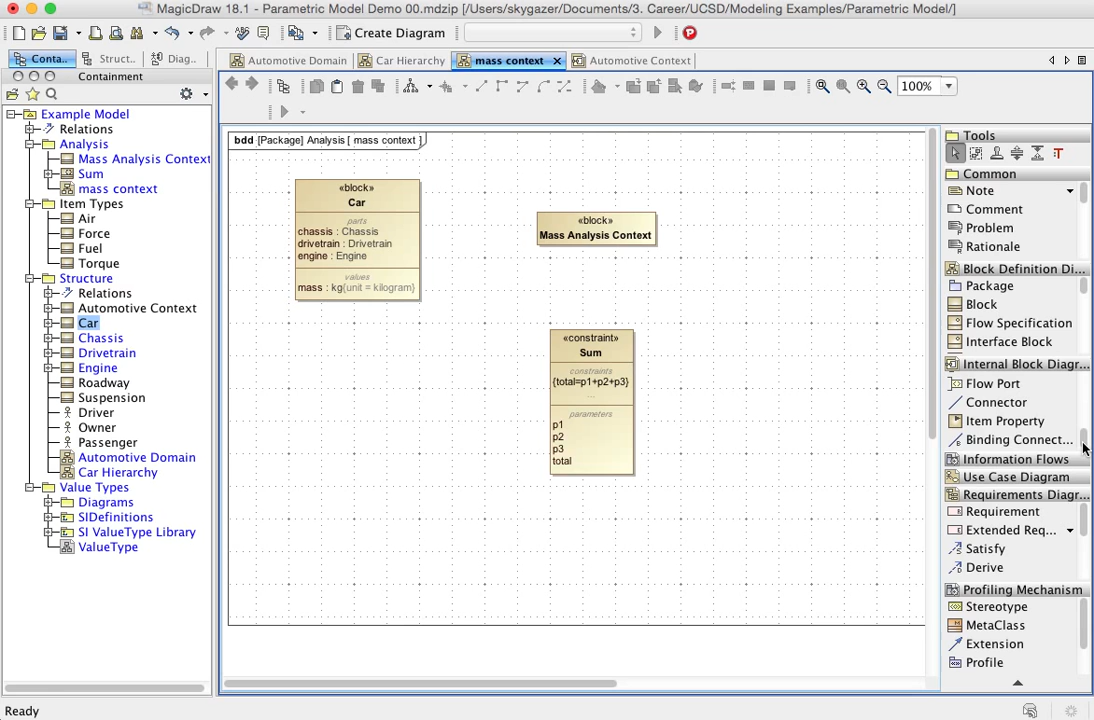 MagicDraw 18.1 - Parametric Model Demo 00.mdzip [/Users/skygazer/Documents/3. Career/UCSD/Modeling Examples/Parametric Model/]
Create Diagram
100%
Conta...
Struct...
Diag...
Automotive Domain
Car Hierarchy
mass context
Automotive Context
Containment
Example Model
Relations
Analysis
Mass Analysis Context
Sum
mass context
Item Types
Air
Force
Fuel
Torque
Structure
Relations
Automotive Context
Car
Chassis
Drivetrain
Engine
Roadway
Suspension
Driver
Owner
Passenger
Automotive Domain
Car Hierarchy
Value Types
Diagrams
SIDefinitions
SI ValueType Library
ValueType
bdd [Package] Analysis [ mass context ]
«block»
Car
parts
chassis : Chassis
drivetrain : Drivetrain
engine : Engine
values
mass : kg{unit = kilogram}
«block»
Mass Analysis Context
«constraint»
Sum
constraints
{total=p1+p2+p3}
...
parameters
p1
p2
p3
total
Tools
Common
Note
Comment
Problem
Rationale
Block Definition Di...
Package
Block
Flow Specification
Interface Block
Internal Block Diagr...
Flow Port
Connector
Item Property
Binding Connect...
Information Flows
Use Case Diagram
Requirements Diagr...
Requirement
Extended Req...
Satisfy
Derive
Profiling Mechanism
Stereotype
MetaClass
Extension
Profile
Ready